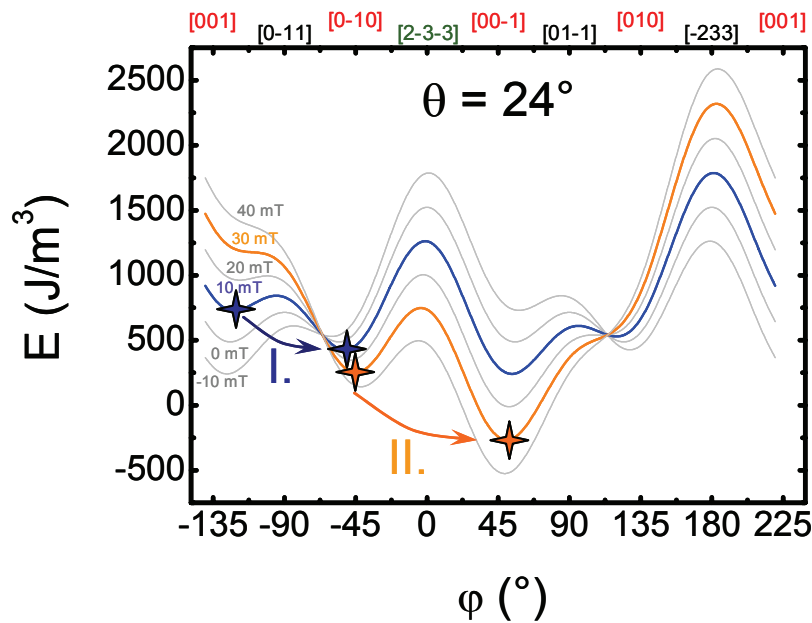 [001] [0-11] [0-10] [2-3-3] [00-1] [01-1] [010] [-233] [001]
θ = 24°
E (J/m³)
2500
2000
1500
1000
500
0
-500
40 mT
30 mT
20 mT
10 mT
0 mT
-10 mT
I.
II.
-135 -90 -45 0 45 90 135 180 225
φ (°)